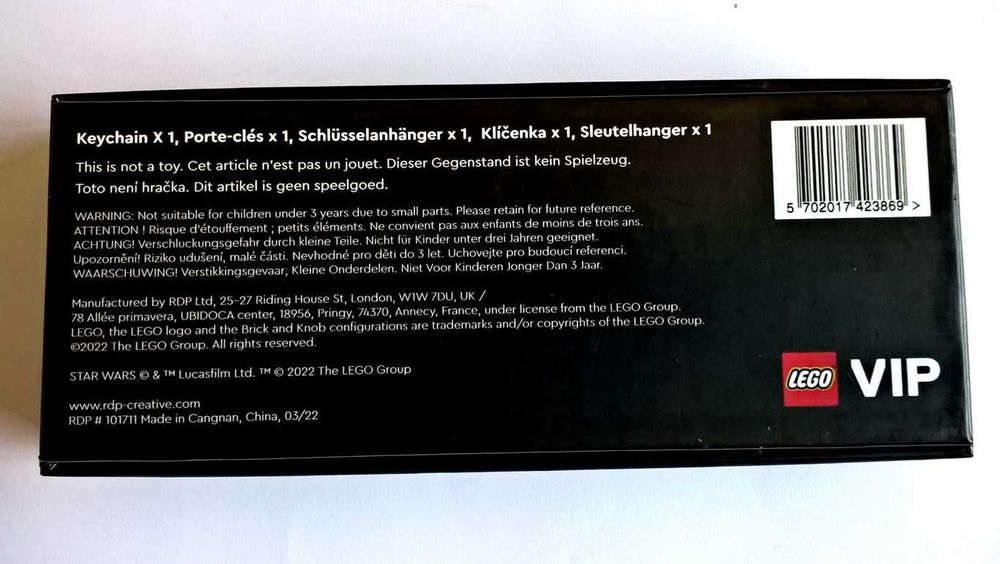 Keychain X 1, Porte-clés x 1, Schlüsselanhänger x 1, Klíčenka x 1, Sleutelhanger x 1
This is not a toy. Cet article n'est pas un jouet. Dieser Gegenstand ist kein Spielzeug.
Toto není hračka. Dit artikel is geen speelgoed.
WARNING: Not suitable for children under 3 years due to small parts. Please retain for future reference.
ATTENTION ! Risque d'étouffement ; petits éléments. Ne convient pas aux enfants de moins de trois ans.
ACHTUNG! Verschluckungsgefahr durch kleine Teile. Nicht für Kinder unter drei Jahren geeignet.
Upozornění! Riziko udušení, malé části. Nevhodné pro děti do 3 let. Uchovejte pro budoucí referenci.
WAARSCHUWING! Verstikkingsgevaar; Kleine Onderdelen. Niet Voor Kinderen Jonger Dan 3 Jaar.
Manufactured by RDP Ltd, 25-27 Riding House St, London, W1W 7DU, UK /
78 Allée primavera, UBIDOCA center, 18956, Pringy, 74370, Annecy, France, under license from the LEGO Group.
LEGO, the LEGO logo and the Brick and Knob configurations are trademarks and/or copyrights of the LEGO Group.
©2022 The LEGO Group. All rights reserved.
STAR WARS © & ™ Lucasfilm Ltd. ™ © 2022 The LEGO Group
www.rdp-creative.com
RDP # 101711 Made in Cangnan, China, 03/22
5 702017 423869 >
LEGO VIP